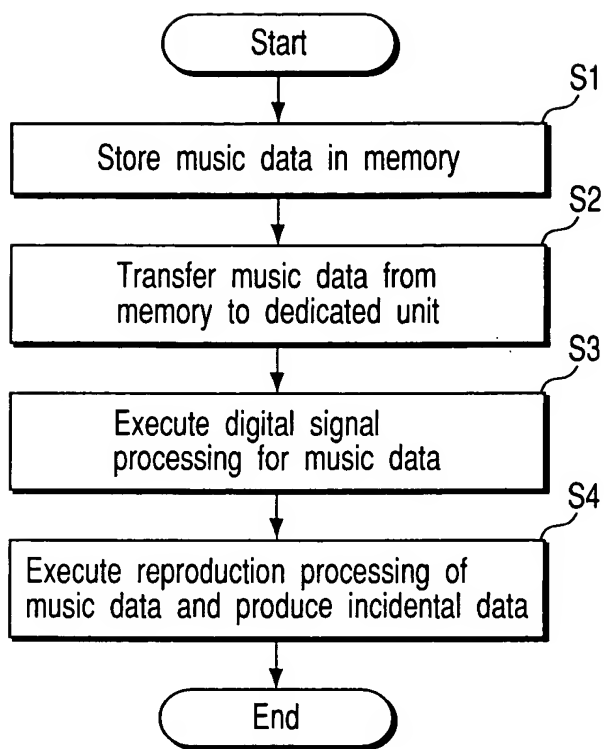 Start
S1
Store music data in memory
S2
Transfer music data from
memory to dedicated unit
S3
Execute digital signal
processing for music data
S4
Execute reproduction processing of
music data and produce incidental data
End